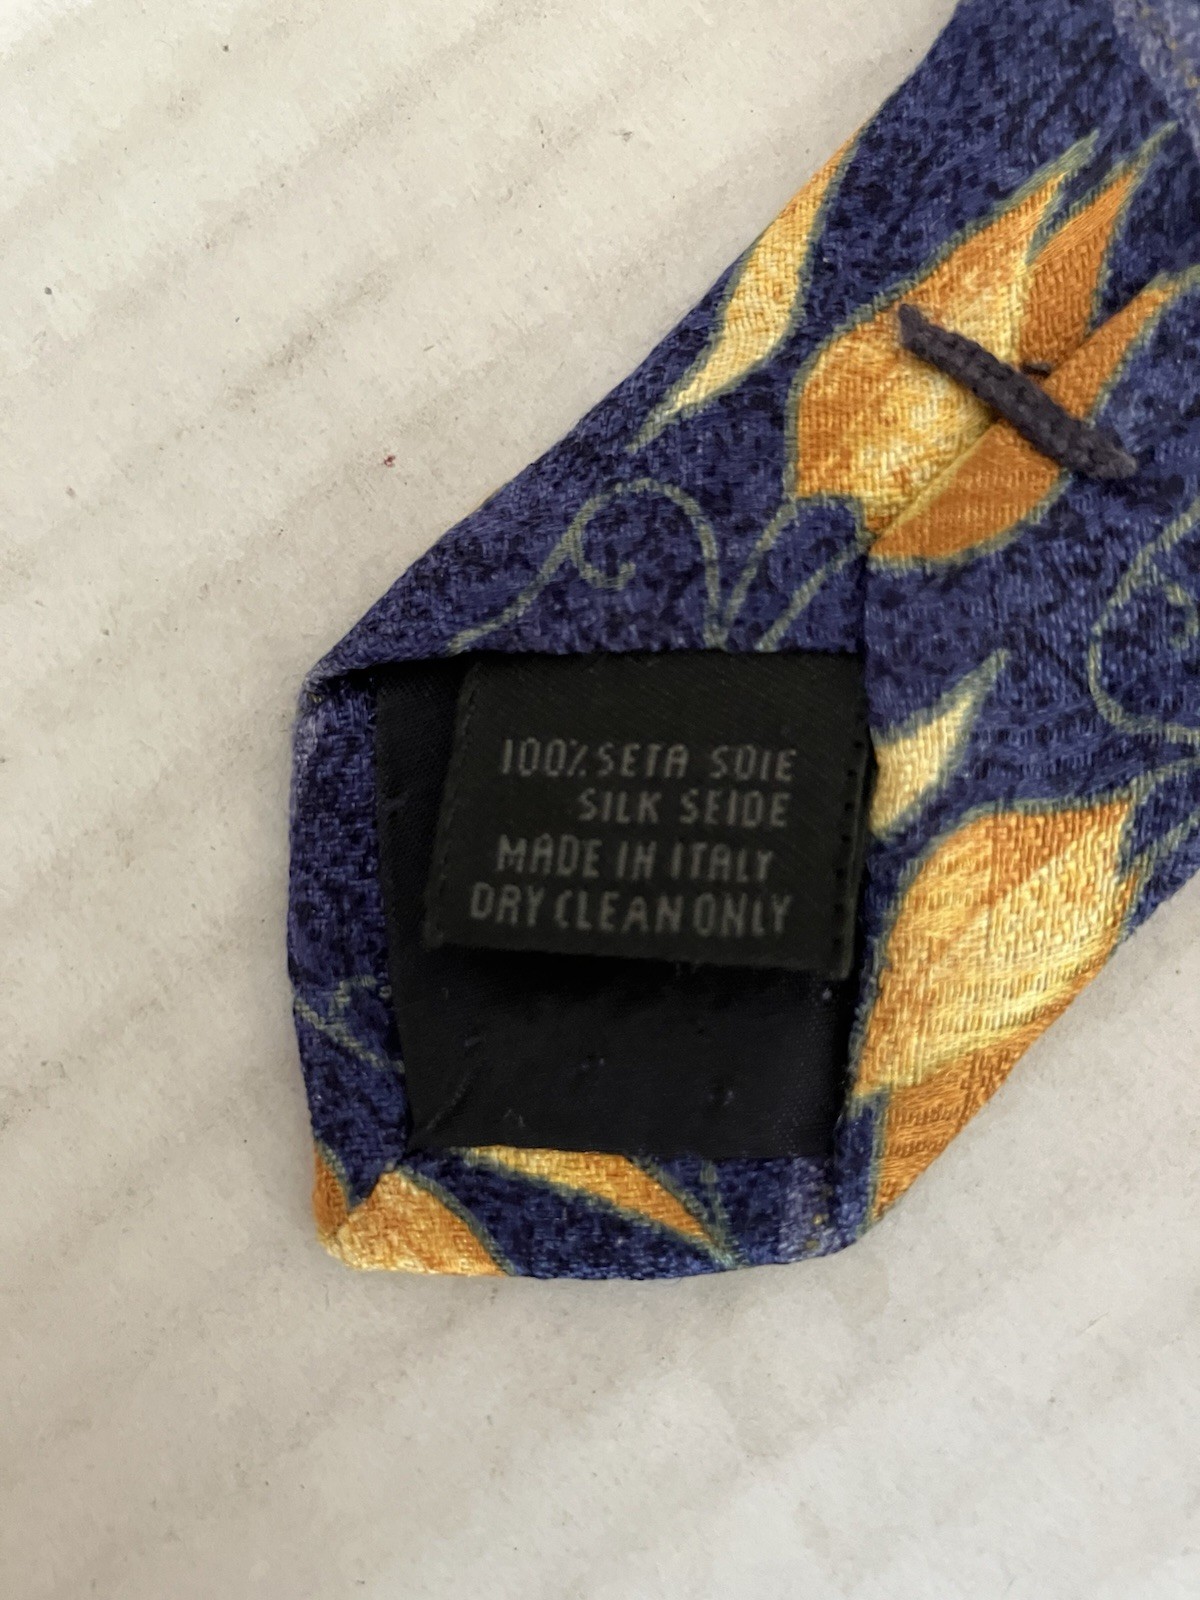 100% SETA SOIE
SILK SEIDE
MADE IN ITALY
DRY CLEAN ONLY